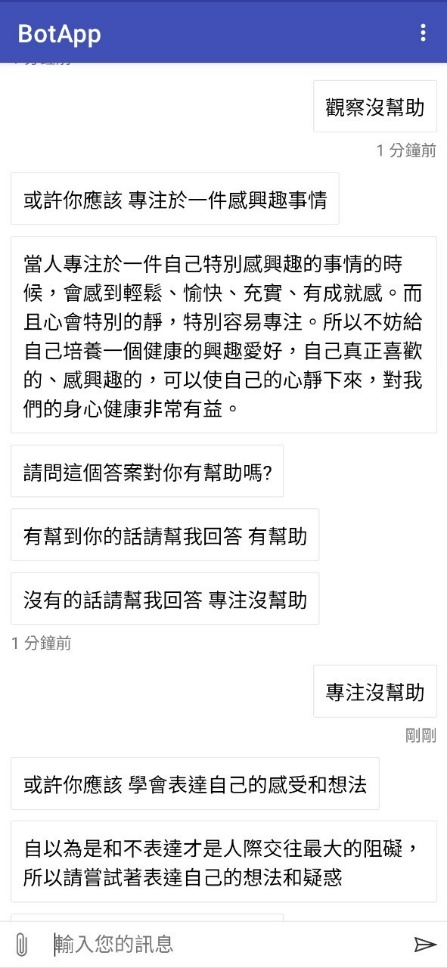 BotApp
觀察沒幫助
1 分鐘前
或許你應該 專注於一件感興趣事情
當人專注於一件自己特別感興趣的事情的時
候，會感到輕鬆、愉快、充實、有成就感。而
且心會特別的靜，特別容易專注。所以不妨給
自己培養一個健康的興趣愛好，自己真正喜歡
的、感興趣的，可以使自己的心靜下來，對我
們的身心健康非常有益。
請問這個答案對你有幫助嗎?
有幫到你的話請幫我回答 有幫助
沒有的話請幫我回答 專注沒幫助
1 分鐘前
專注沒幫助
剛剛
或許你應該 學會表達自己的感受和想法
自以為是和不表達才是人際交往最大的阻礙，
所以請嘗試著表達自己的想法和疑惑
輸入您的訊息